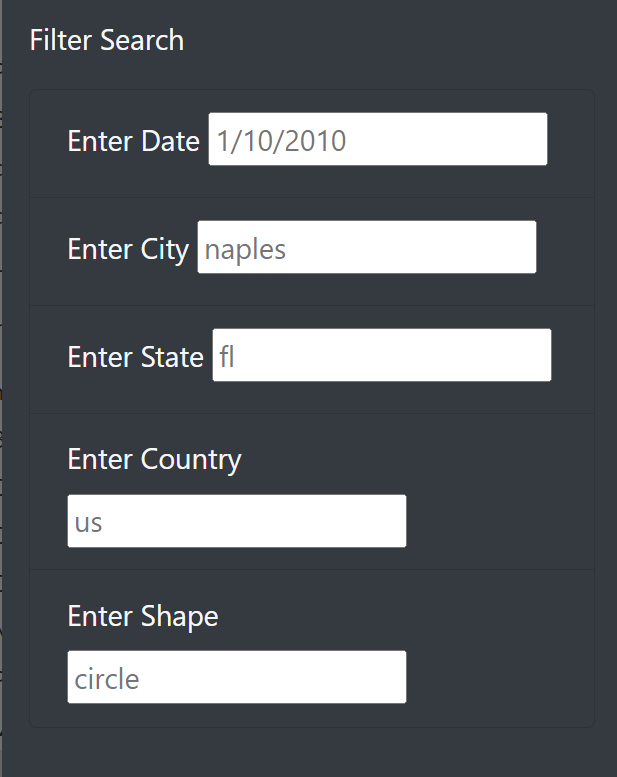 Filter Search
Enter Date 1/10/2010
Enter City naples
Enter State fl
Enter Country
us
Enter Shape
circle